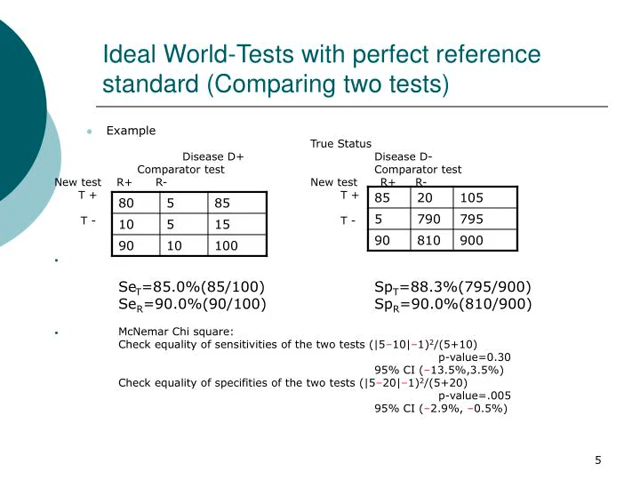 Ideal World-Tests with perfect reference
standard (Comparing two tests)
Example
True Status
Disease D+
Comparator test
New test R+ R-
T + 80 5 85
T - 10 5 15
90 10 100
Disease D-
Comparator test
New test R+ R-
T + 85 20 105
T - 5 790 795
90 810 900
SeT=85.0%(85/100)
SeR=90.0%(90/100)
SpT=88.3%(795/900)
SpR=90.0%(810/900)
McNemar Chi square:
Check equality of sensitivities of the two tests (|5–10|–1)²/(5+10)
p-value=0.30
95% CI (–13.5%,3.5%)
Check equality of specifities of the two tests (|5–20|–1)²/(5+20)
p-value=.005
95% CI (–2.9%, –0.5%)
5